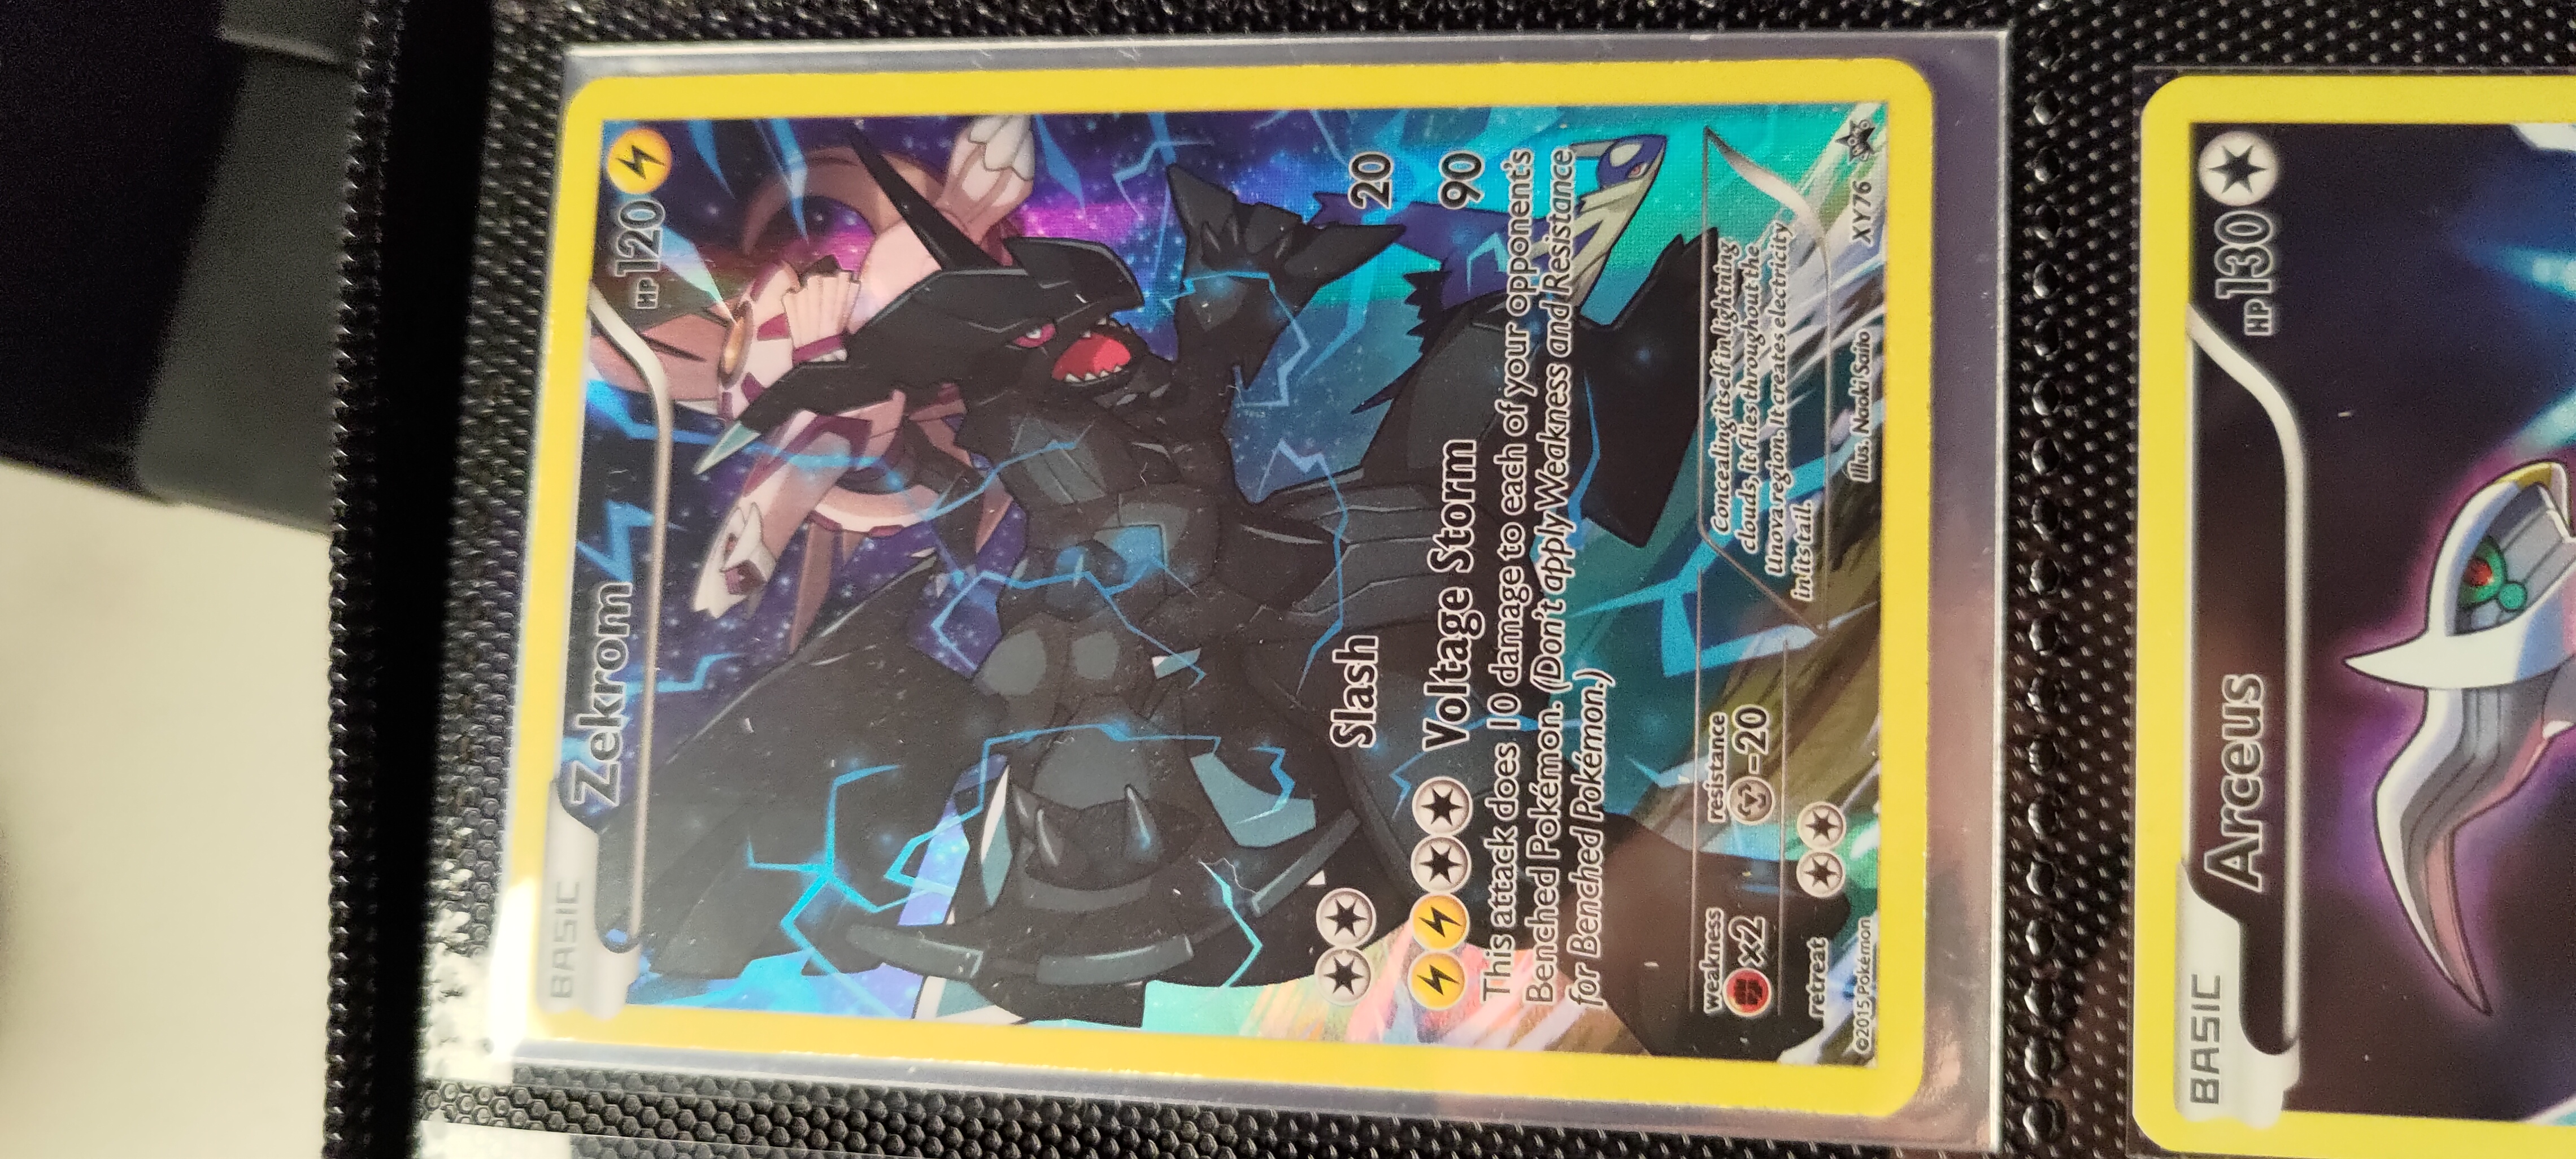 BASIC
Zekrom
HP120
Slash 20
Voltage Storm 90
This attack does 10 damage to each of your opponent's
Benched Pokémon. (Don't apply Weakness and Resistance
for Benched Pokémon.)
weakness
×2
resistance
-20
retreat
Concealing itself in lightning
clouds, it flies throughout the
Unova region. It creates electricity
in its tail.
©2015 Pokémon
Illus. Naoki Saito
XY76
PROMO
BASIC
Arceus
HP130